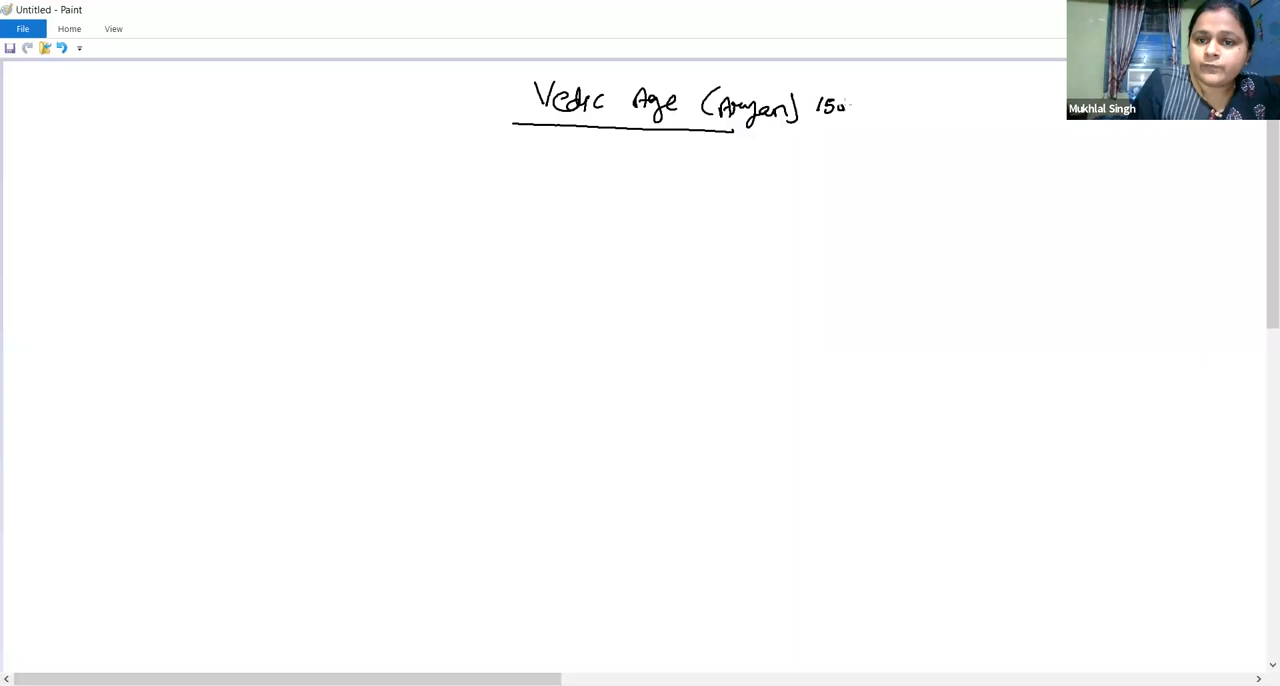 Untitled - Paint
File Home View
Vedic Age (Aryan) 150
Mukhlal Singh